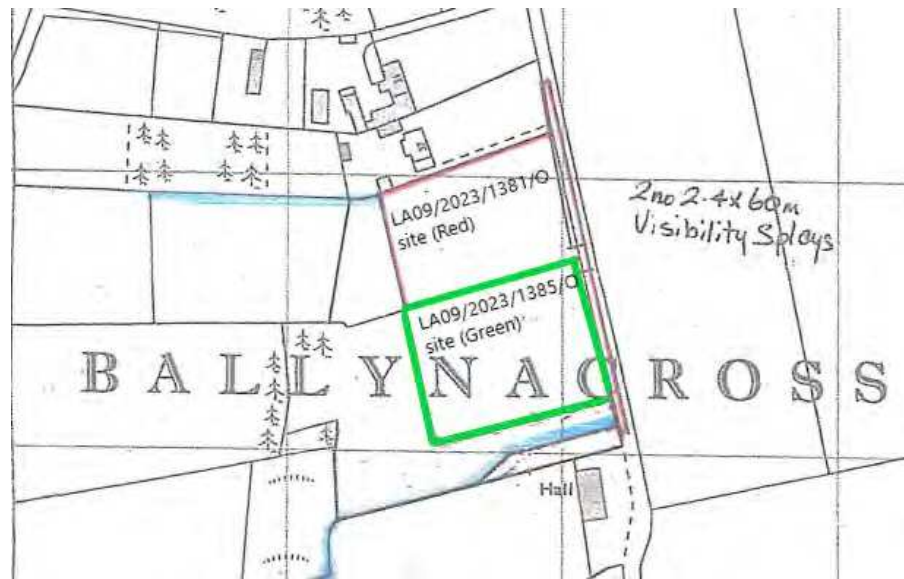 LA09/2023/1381/O
site (Red)
2no 2.4x60m
Visibility Splays
LA09/2023/1385/O
site (Green)'
BALLYNACROSS
Hall